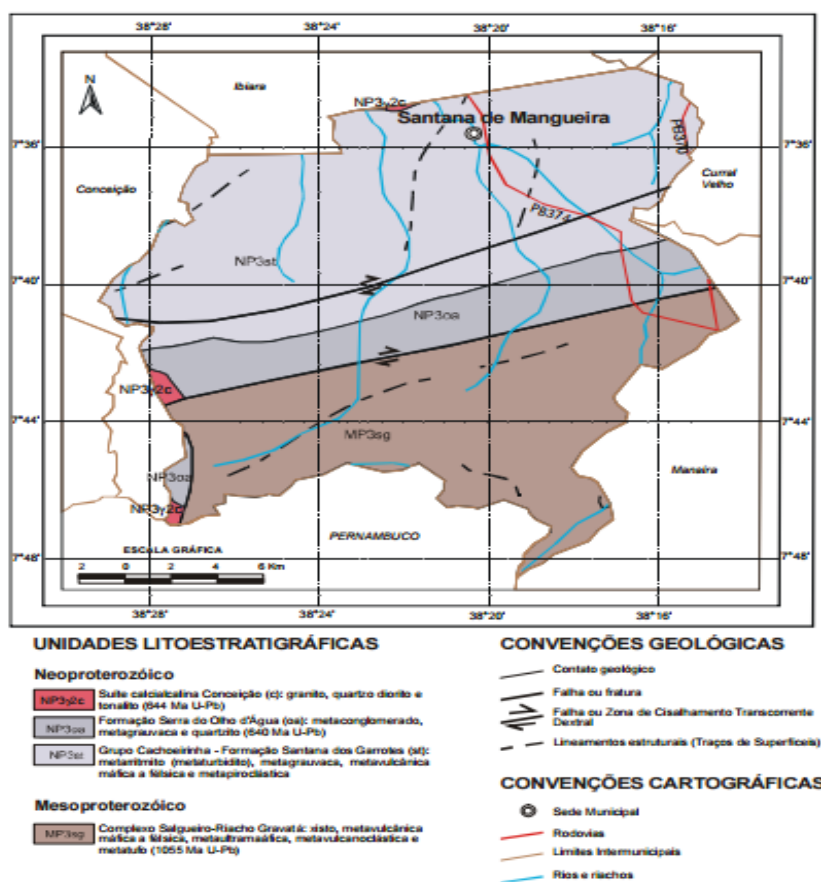 38°28' 38°24' 38°20' 38°16'
Ibiara
N
NP3γ2c
Santana de Mangueira
PB370
7°36' 7°36'
Curral
Velho
Conceição
PB374
NP3st
7°40' 7°40'
NP3oa
NP3γ2c
7°44' 7°44'
MP3sg
NP3oa
Manaira
NP3γ2c
PERNAMBUCO
ESCALA GRÁFICA
7°48' 7°48'
2 0 2 4 6 Km
38°28' 38°24' 38°20' 38°16'
UNIDADES LITOESTRATIGRÁFICAS
Neoproterozóico
NP3γ2c
Suíte calcialcalina Conceição (c): granito, quartzo diorito e
tonalito (644 Ma U-Pb)
NP3oa
Formação Serra do Olho d'Água (oa): metaconglomerado,
metagrauvaca e quartzito (640 Ma U-Pb)
NP3st
Grupo Cachoeirinha - Formação Santana dos Garrotes (st):
metarritmito (metaturbidito), metagrauvaca, metavulcânica
máfica a félsica e metapiroclástica
Mesoproterozóico
MP3sg
Complexo Salgueiro-Riacho Gravatá: xisto, metavulcânica
máfica a félsica, metaultramáfica, metavulcanoclástica e
metatufo (1055 Ma U-Pb)
CONVENÇÕES GEOLÓGICAS
Contato geológico
Falha ou fratura
Falha ou Zona de Cisalhamento Transcorrente
Dextral
Lineamentos estruturais (Traços de Superfícies)
CONVENÇÕES CARTOGRÁFICAS
Sede Municipal
Rodovias
Limites Intermunicipais
Rios e riachos